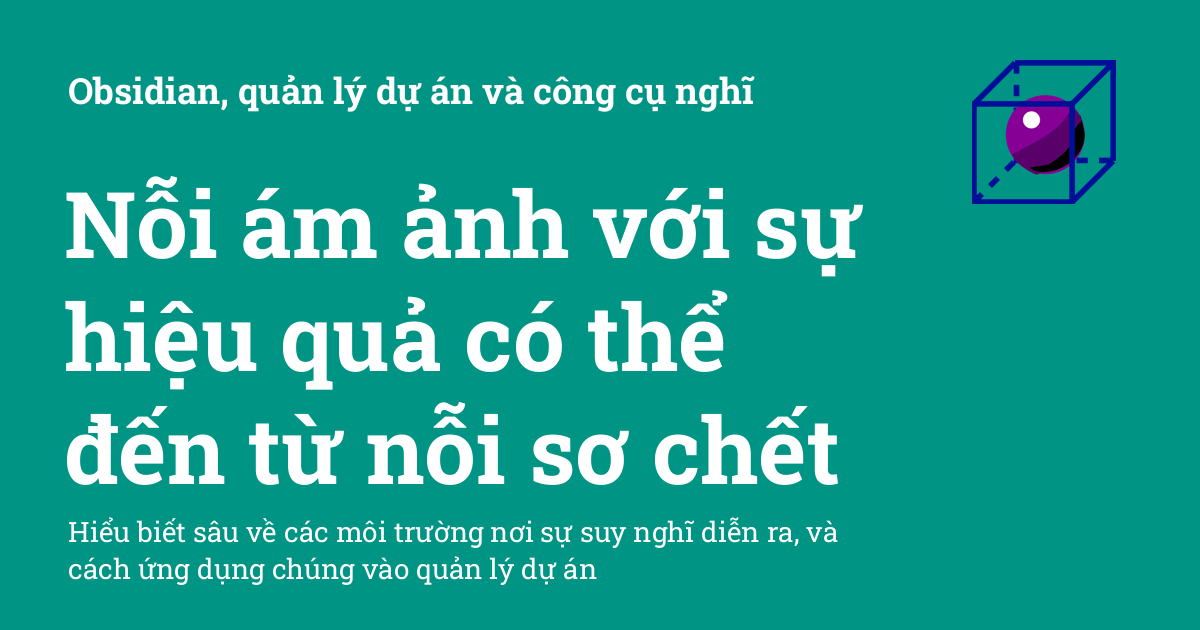 Obsidian, quản lý dự án và công cụ nghĩ
Nỗi ám ảnh với sự
hiệu quả có thể
đến từ nỗi sơ chết
Hiểu biết sâu về các môi trường nơi sự suy nghĩ diễn ra, và
cách ứng dụng chúng vào quản lý dự án